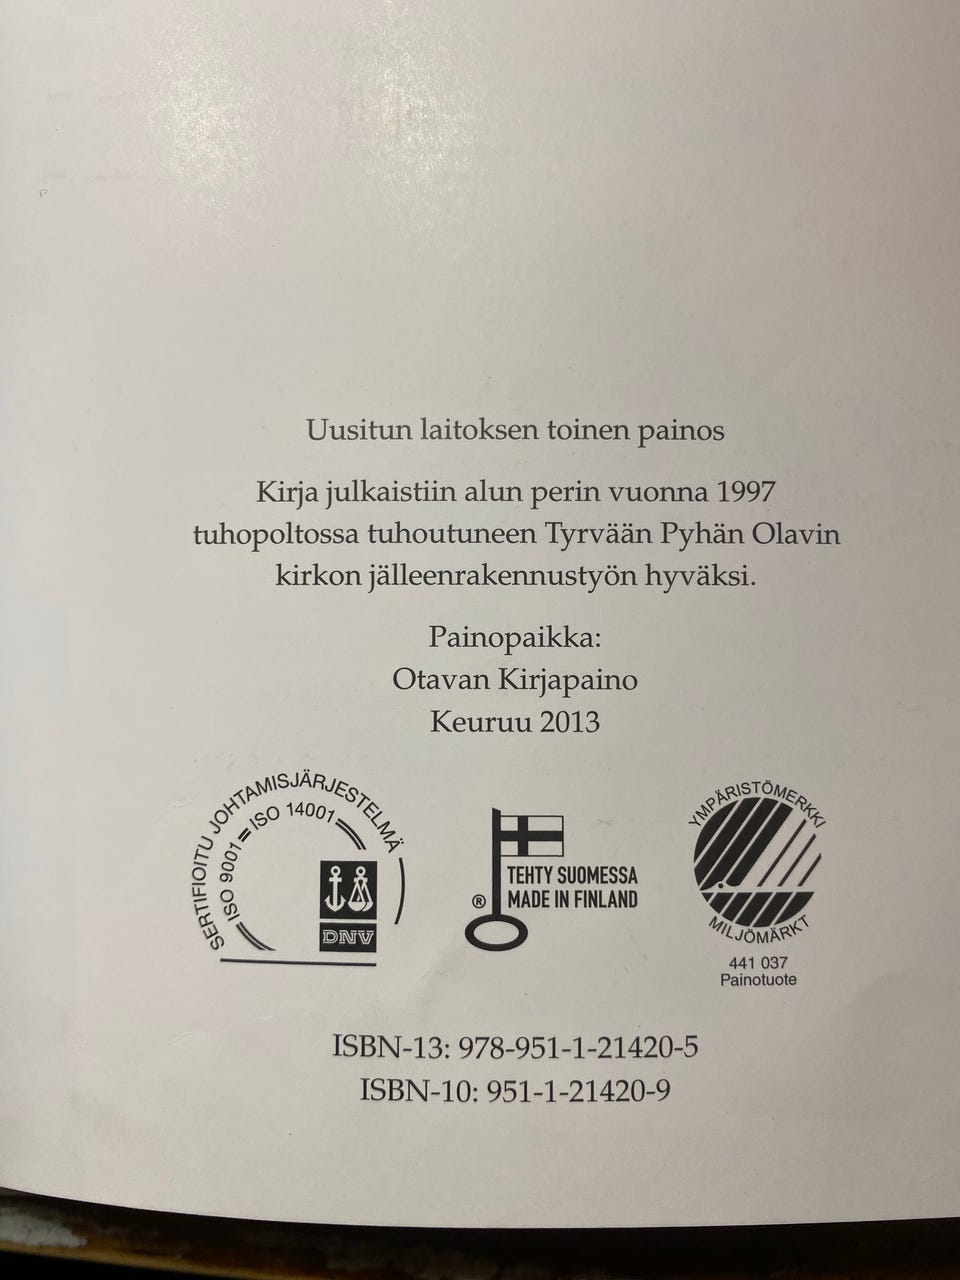 Uusitun laitoksen toinen painos
Kirja julkaistiin alun perin vuonna 1997
tuhopoltossa tuhoutuneen Tyrvään Pyhän Olavin
kirkon jälleenrakennustyön hyväksi.
Painopaikka:
Otavan Kirjapaino
Keuruu 2013
SERTIFIOITU JOHTAMISJÄRJESTELMÄ
ISO 9001 = ISO 14001
DNV
TEHTY SUOMESSA
® MADE IN FINLAND
YMPÄRISTÖMERKKI
MILJÖMÄRKT
441 037
Painotuote
ISBN-13: 978-951-1-21420-5
ISBN-10: 951-1-21420-9